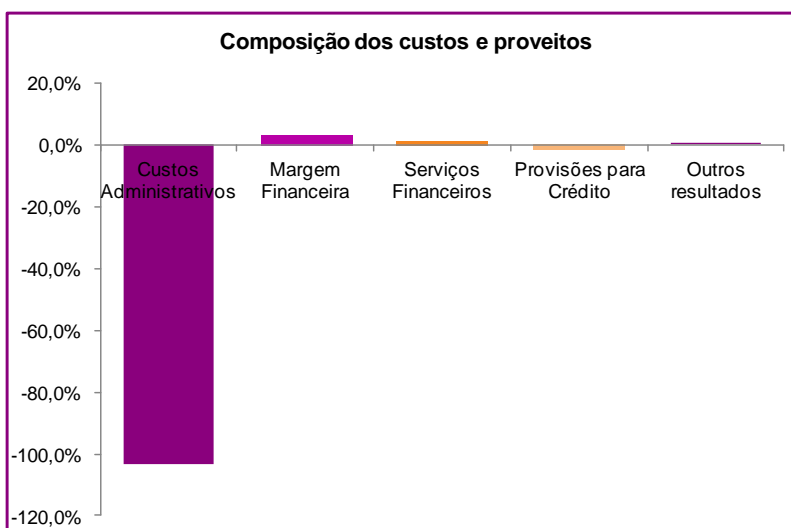 Composição dos custos e proveitos
20,0%
0,0%
-20,0%
-40,0%
-60,0%
-80,0%
-100,0%
-120,0%
Custos
Administrativos
Margem
Financeira
Serviços
Financeiros
Provisões para
Crédito
Outros
resultados